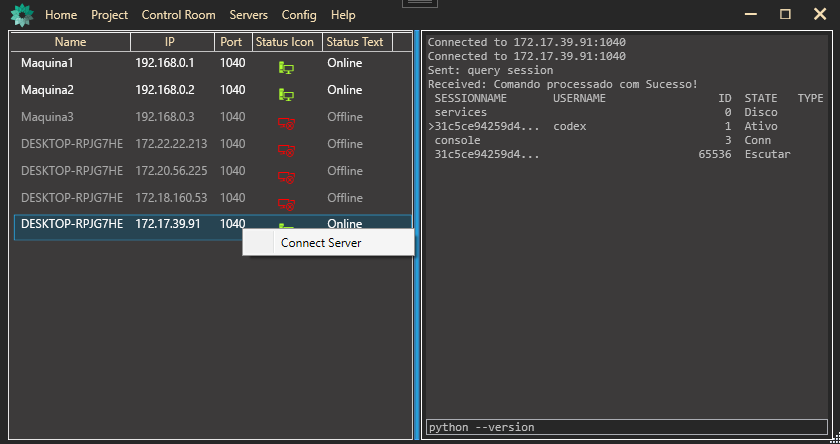 Home Project Control Room Servers Config Help
Name IP Port Status Icon Status Text
Maquina1 192.168.0.1 1040 Online
Maquina2 192.168.0.2 1040 Online
Maquina3 192.168.0.3 1040 Offline
DESKTOP-RPJG7HE 172.22.22.213 1040 Offline
DESKTOP-RPJG7HE 172.20.56.225 1040 Offline
DESKTOP-RPJG7HE 172.18.160.53 1040 Offline
DESKTOP-RPJG7HE 172.17.39.91 1040 Online
Connect Server
Connected to 172.17.39.91:1040
Connected to 172.17.39.91:1040
Sent: query session
Received: Comando processado com Sucesso!
SESSIONNAME USERNAME ID STATE TYPE
services 0 Disco
>31c5ce94259d4... codex 1 Ativo
console 3 Conn
31c5ce94259d4... 65536 Escutar
python --version